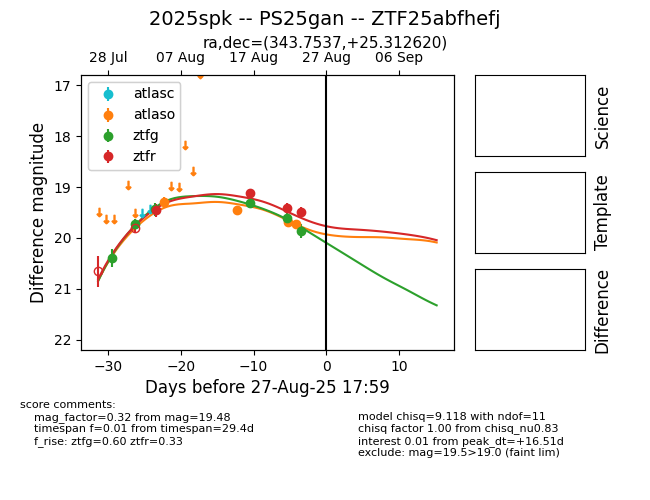 2025spk -- PS25gan -- ZTF25abfhefj
ra,dec=(343.7537,+25.312620)
28 Jul 07 Aug 17 Aug 27 Aug 06 Sep
17
18
19
20
21
22
Difference magnitude
atlasc
atlaso
ztfg
ztfr
Science
Template
Difference
−30 −20 −10 0 10
Days before 27-Aug-25 17:59
score comments:
mag_factor=0.32 from mag=19.48
timespan f=0.01 from timespan=29.4d
f_rise: ztfg=0.60 ztfr=0.33
model chisq=9.118 with ndof=11
chisq factor 1.00 from chisq_nu0.83
interest 0.01 from peak_dt=+16.51d
exclude: mag=19.5>19.0 (faint lim)